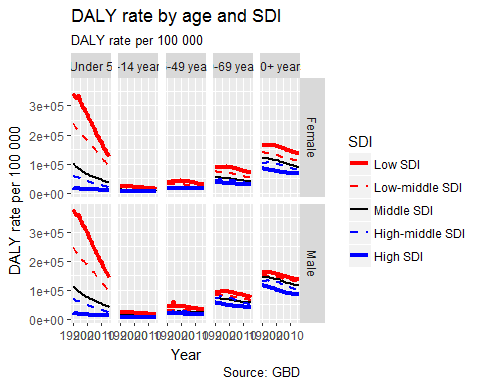 DALY rate by age and SDI
DALY rate per 100 000
Under 5 -14 year -49 yea -69 yea 0+ year
DALY rate per 100 000
3e+05
2e+05
1e+05
0e+00
Female
3e+05
2e+05
1e+05
0e+00
Male
Year
SDI
Low SDI
Low-middle SDI
Middle SDI
High-middle SDI
High SDI
Source: GBD